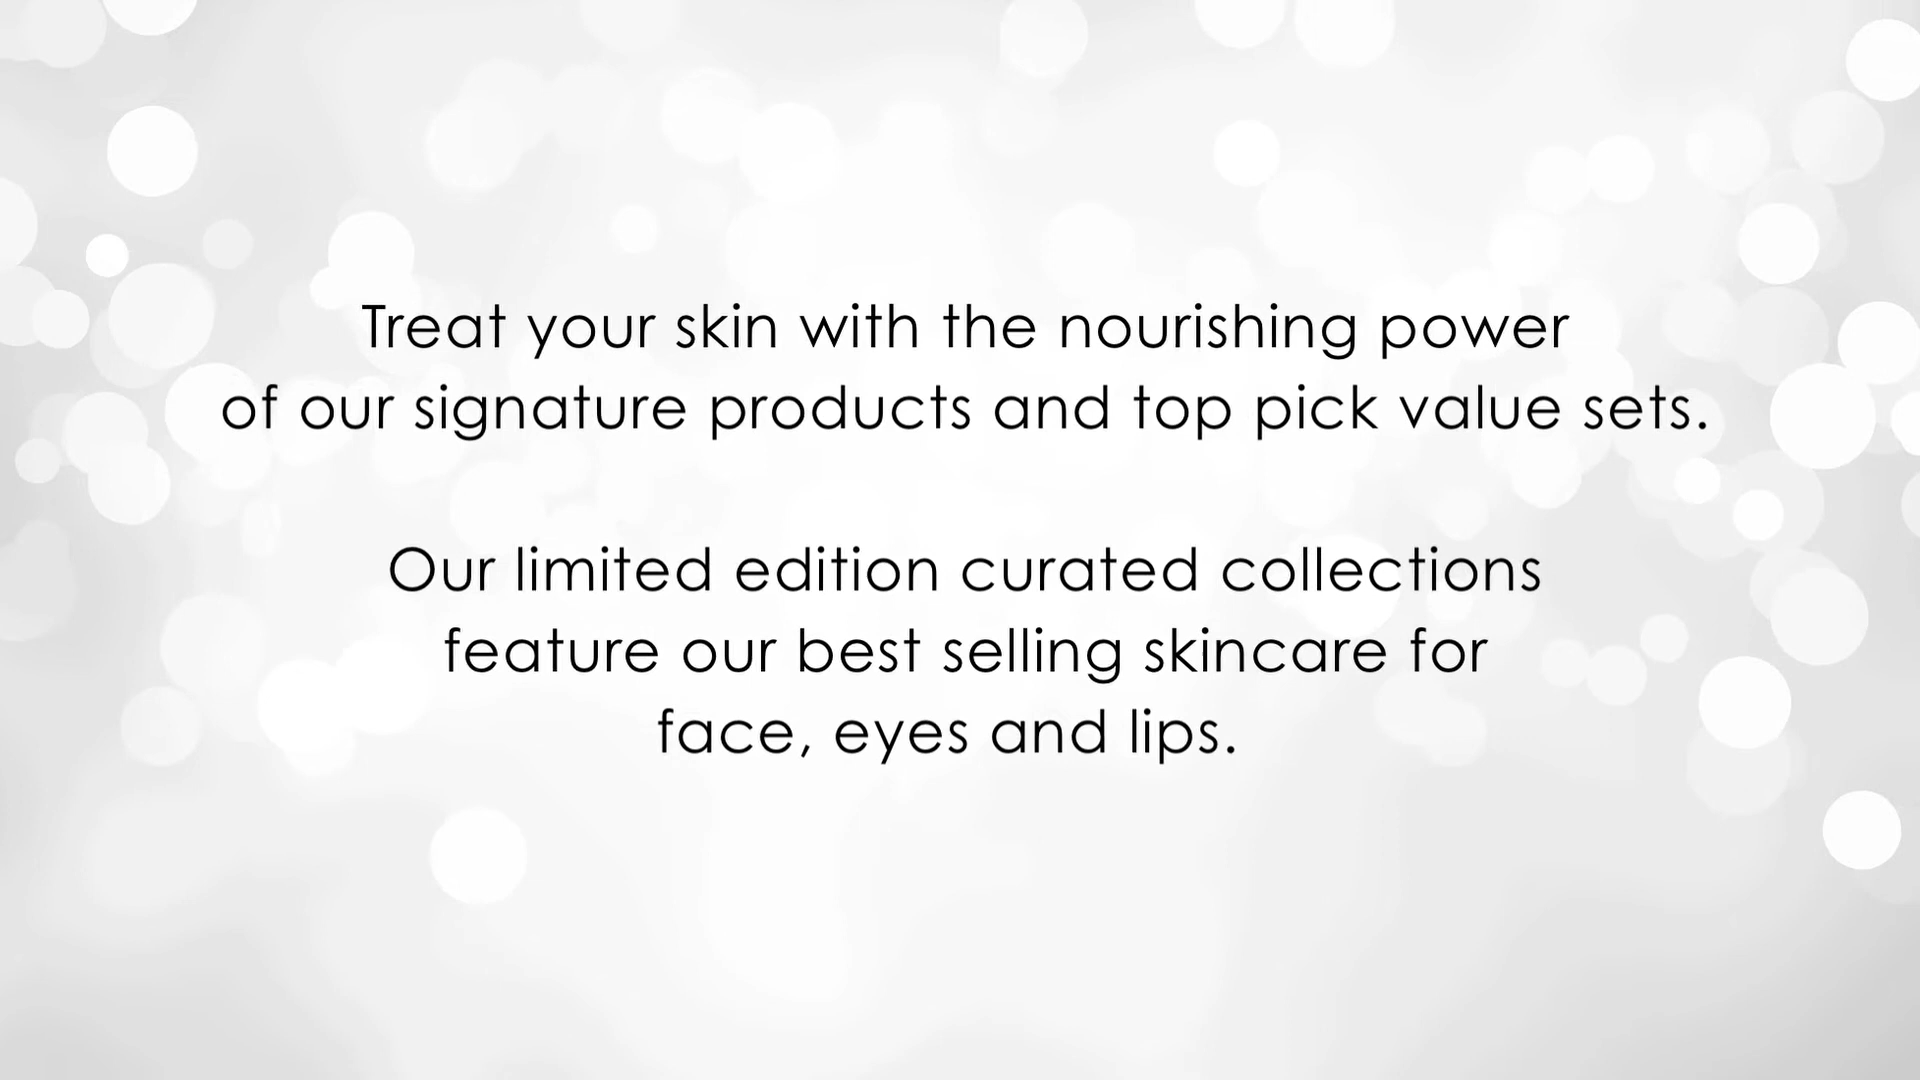 Treat your skin with the nourishing power
of our signature products and top pick value sets.
Our limited edition curated collections
feature our best selling skincare for
face, eyes and lips.